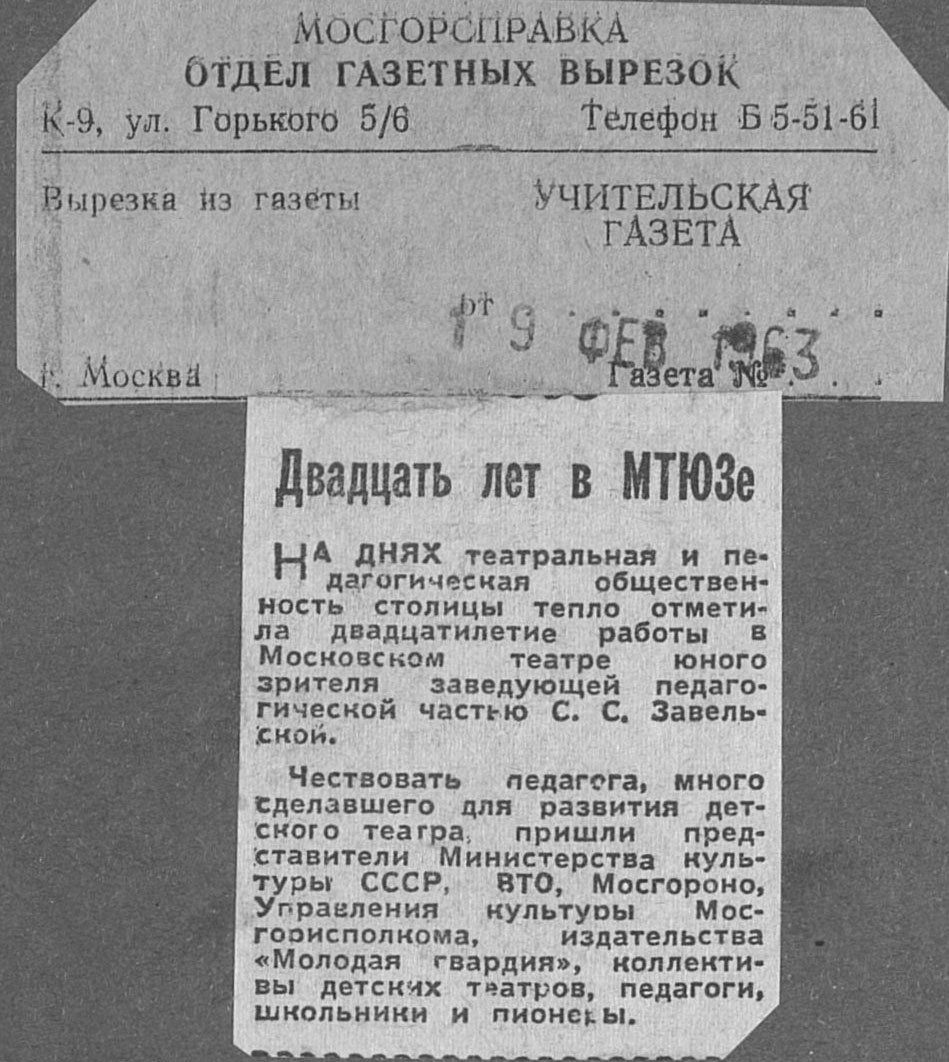 МОСГОРСПРАВКА
ОТДЕЛ ГАЗЕТНЫХ ВЫРЕЗОК
К-9, ул. Горького 5/6 Телефон Б 5-51-61
Вырезка из газеты УЧИТЕЛЬСКАЯ
ГАЗЕТА
от . . . . . . . .
19 ФЕВ 1963
г. Москва Газета № . . . .
Двадцать лет в МТЮЗе
НА ДНЯХ театральная и пе-
дагогическая обществен-
ность столицы тепло отмети-
ла двадцатилетие работы в
Московском театре юного
зрителя заведующей педаго-
гической частью С. С. Завель-
ской.
Чествовать педагога, много
сделавшего для развития дет-
ского театра, пришли пред-
ставители Министерства куль-
туры СССР, ВТО, Мосгороно,
Управления культуры Мос-
горисполкома, издательства
«Молодая гвардия», коллекти-
вы детских театров, педагоги,
школьники и пионеры.